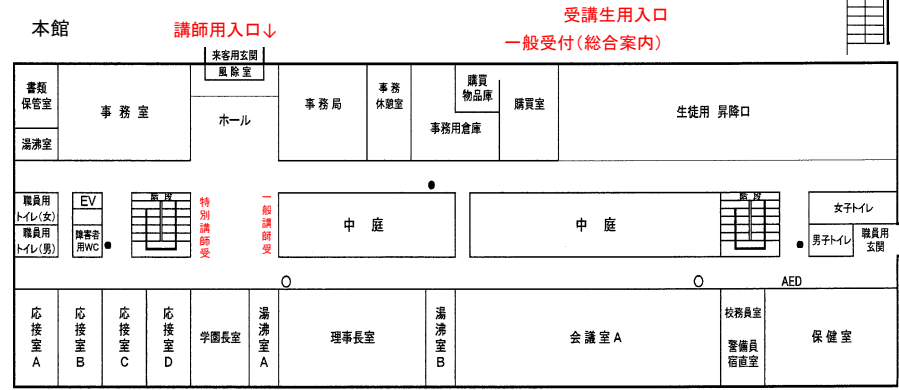 本館
講師用入口↓
受講生用入口
一般受付(総合案内)
来客用玄関
風除室
書類
保管室
湯沸室
事務室
ホール
事務局
事務
休憩室
購買
物品庫
事務用倉庫
購買室
生徒用 昇降口
職員用
トイレ(女)
職員用
トイレ(男)
EV
障害者
用WC
階段
特別講師受
一般講師受
中庭
中庭
階段
女子トイレ
男子トイレ
職員用
玄関
AED
応接室A
応接室B
応接室C
応接室D
学園長室
湯沸室A
理事長室
湯沸室B
会議室A
校務員室
警備員
宿直室
保健室